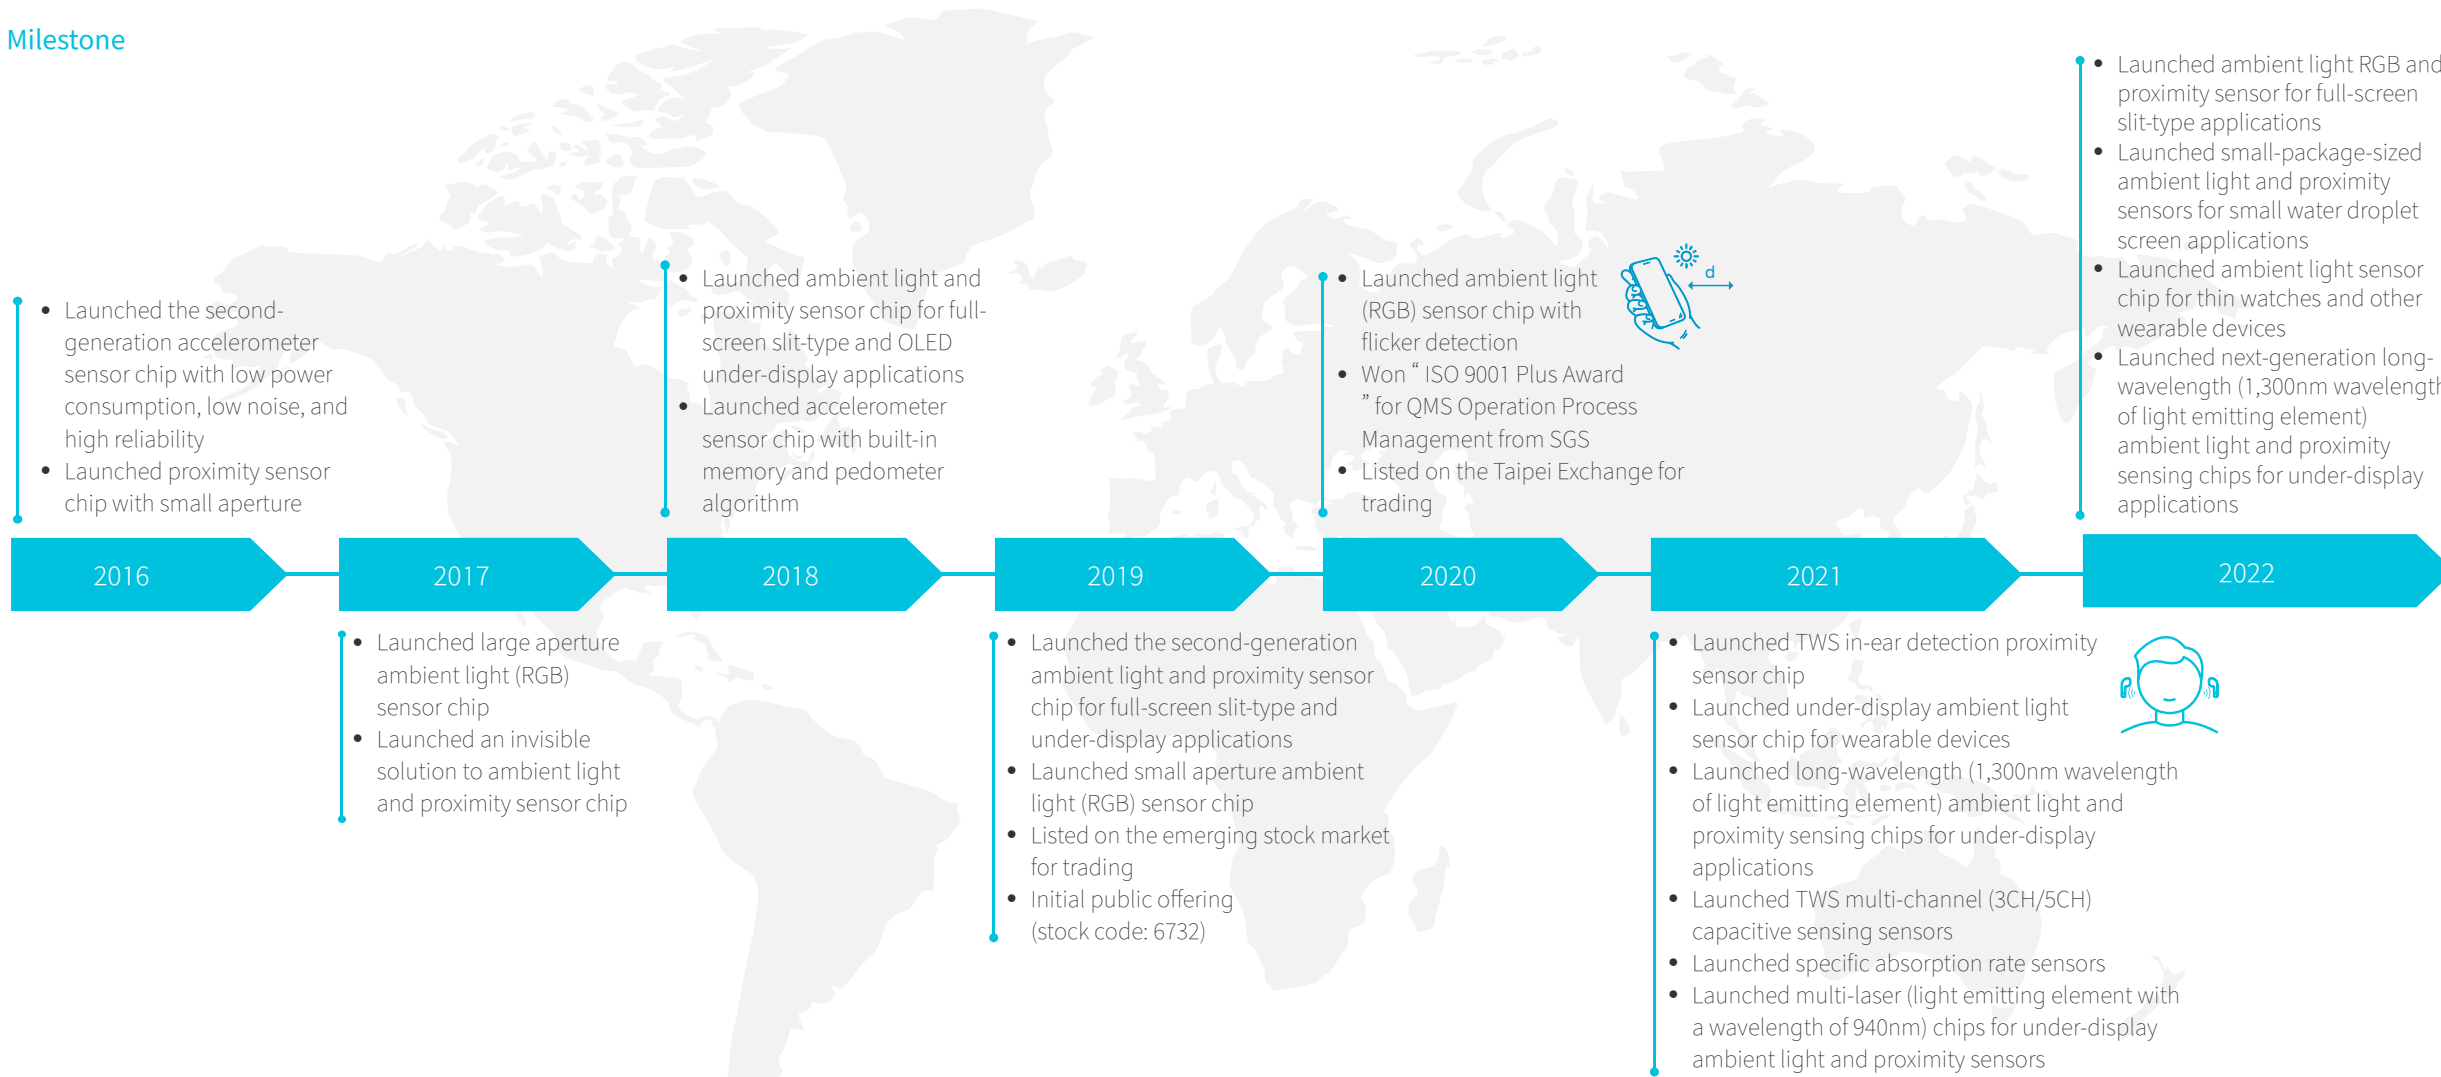 Milestone
• Launched the second-
generation accelerometer
sensor chip with low power
consumption, low noise, and
high reliability
• Launched proximity sensor
chip with small aperture
2016
2017
• Launched large aperture
ambient light (RGB)
sensor chip
• Launched an invisible
solution to ambient light
and proximity sensor chip
• Launched ambient light and
proximity sensor chip for full-
screen slit-type and OLED
under-display applications
• Launched accelerometer
sensor chip with built-in
memory and pedometer
algorithm
2018
2019
• Launched the second-generation
ambient light and proximity sensor
chip for full-screen slit-type and
under-display applications
• Launched small aperture ambient
light (RGB) sensor chip
• Listed on the emerging stock market
for trading
• Initial public offering
(stock code: 6732)
• Launched ambient light
(RGB) sensor chip with
flicker detection
• Won “ ISO 9001 Plus Award
” for QMS Operation Process
Management from SGS
• Listed on the Taipei Exchange for
trading
d
2020
2021
• Launched TWS in-ear detection proximity
sensor chip
• Launched under-display ambient light
sensor chip for wearable devices
• Launched long-wavelength (1,300nm wavelength
of light emitting element) ambient light and
proximity sensing chips for under-display
applications
• Launched TWS multi-channel (3CH/5CH)
capacitive sensing sensors
• Launched specific absorption rate sensors
• Launched multi-laser (light emitting element with
a wavelength of 940nm) chips for under-display
ambient light and proximity sensors
• Launched ambient light RGB and
proximity sensor for full-screen
slit-type applications
• Launched small-package-sized
ambient light and proximity
sensors for small water droplet
screen applications
• Launched ambient light sensor
chip for thin watches and other
wearable devices
• Launched next-generation long-
wavelength (1,300nm wavelength
of light emitting element)
ambient light and proximity
sensing chips for under-display
applications
2022